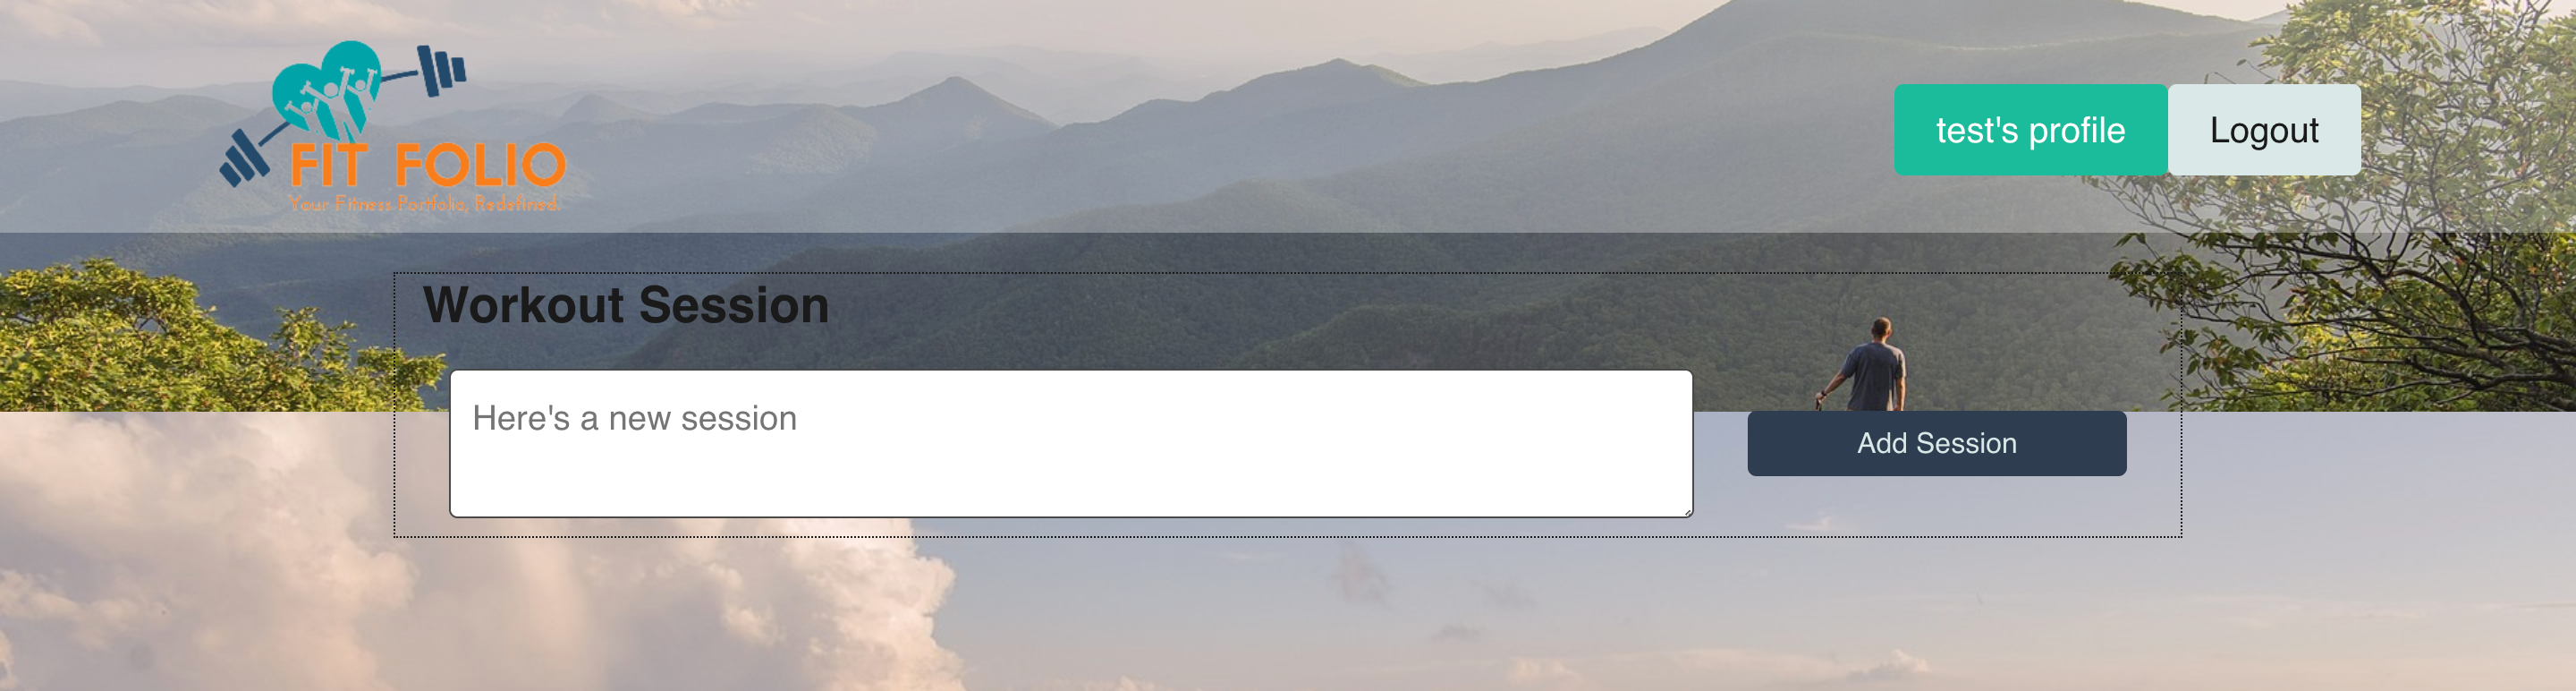 FIT FOLIO
Your Fitness Portfolio, Redefined.
test's profile
Logout
Workout Session
Here's a new session
Add Session